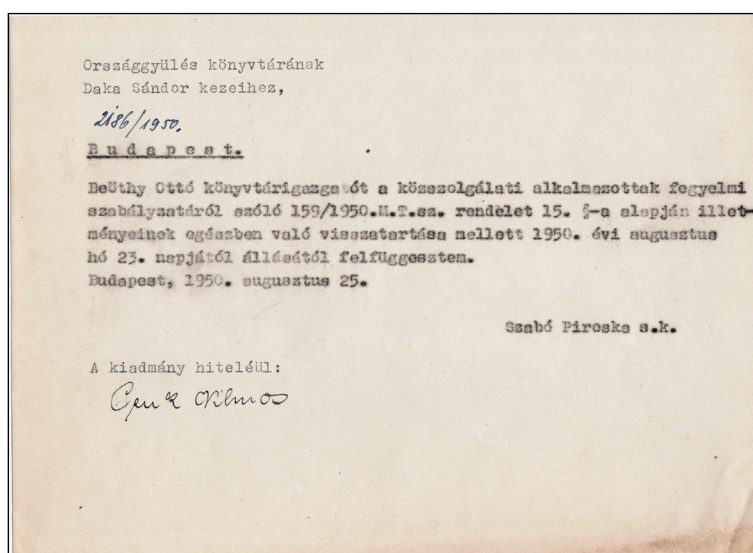 Országgyülés könyvtárának
Daka Sándor kezeihez,
2186/1950.
Budapest.
Beöthy Ottó könyvtárigazgatót a közszolgálati alkalmazottak fegyelmi
szabályzatáról szóló 159/1950.M.T.sz. rendelet 15. §-a alapján illet-
ményeinek egészben való visszatartása mellett 1950. évi augusztus
hó 23. napjától állásától felfüggesztem.
Budapest, 1950. augusztus 25.
Szabó Piroska s.k.
A kiadmány hiteléül:
Vilmos